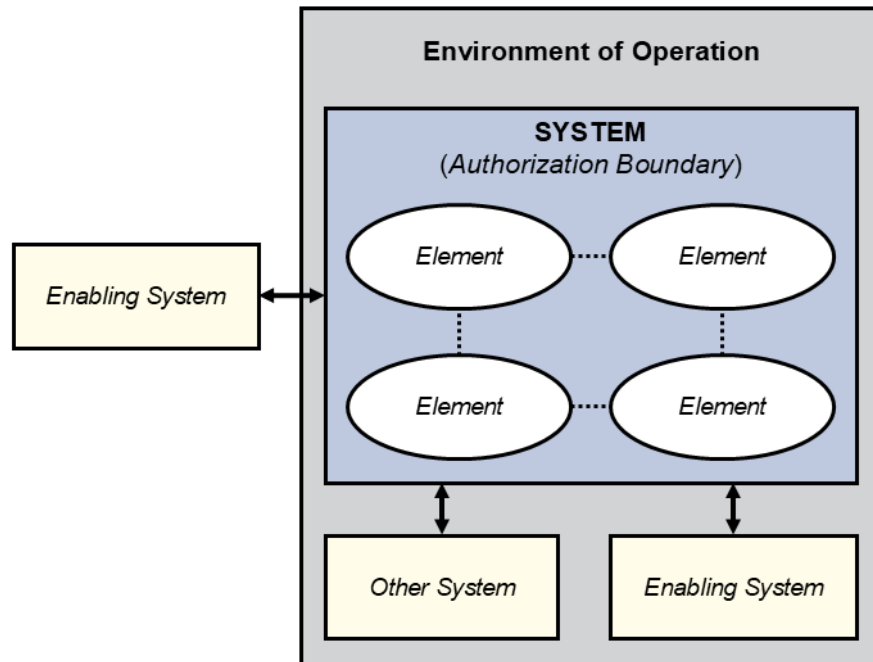 Environment of Operation
SYSTEM
(Authorization Boundary)
Element
Element
Enabling System
Element
Element
Other System
Enabling System